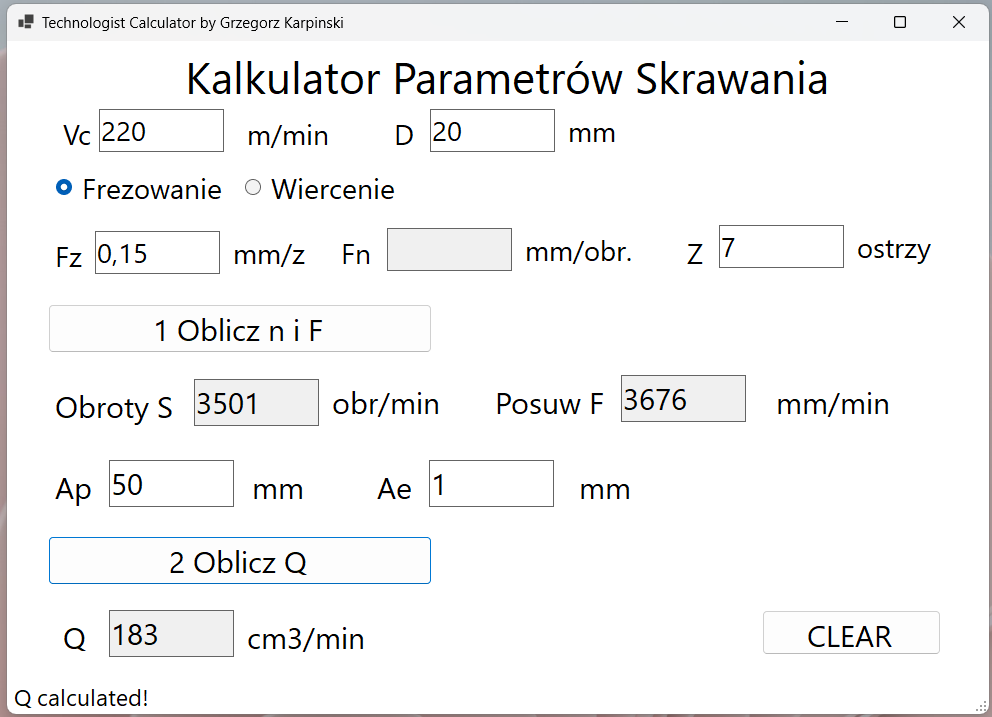 Technologist Calculator by Grzegorz Karpinski
Kalkulator Parametrów Skrawania
Vc 220 m/min D 20 mm
Frezowanie Wiercenie
Fz 0,15 mm/z Fn mm/obr. Z 7 ostrzy
1 Oblicz n i F
Obroty S 3501 obr/min Posuw F 3676 mm/min
Ap 50 mm Ae 1 mm
2 Oblicz Q
Q 183 cm3/min CLEAR
Q calculated!